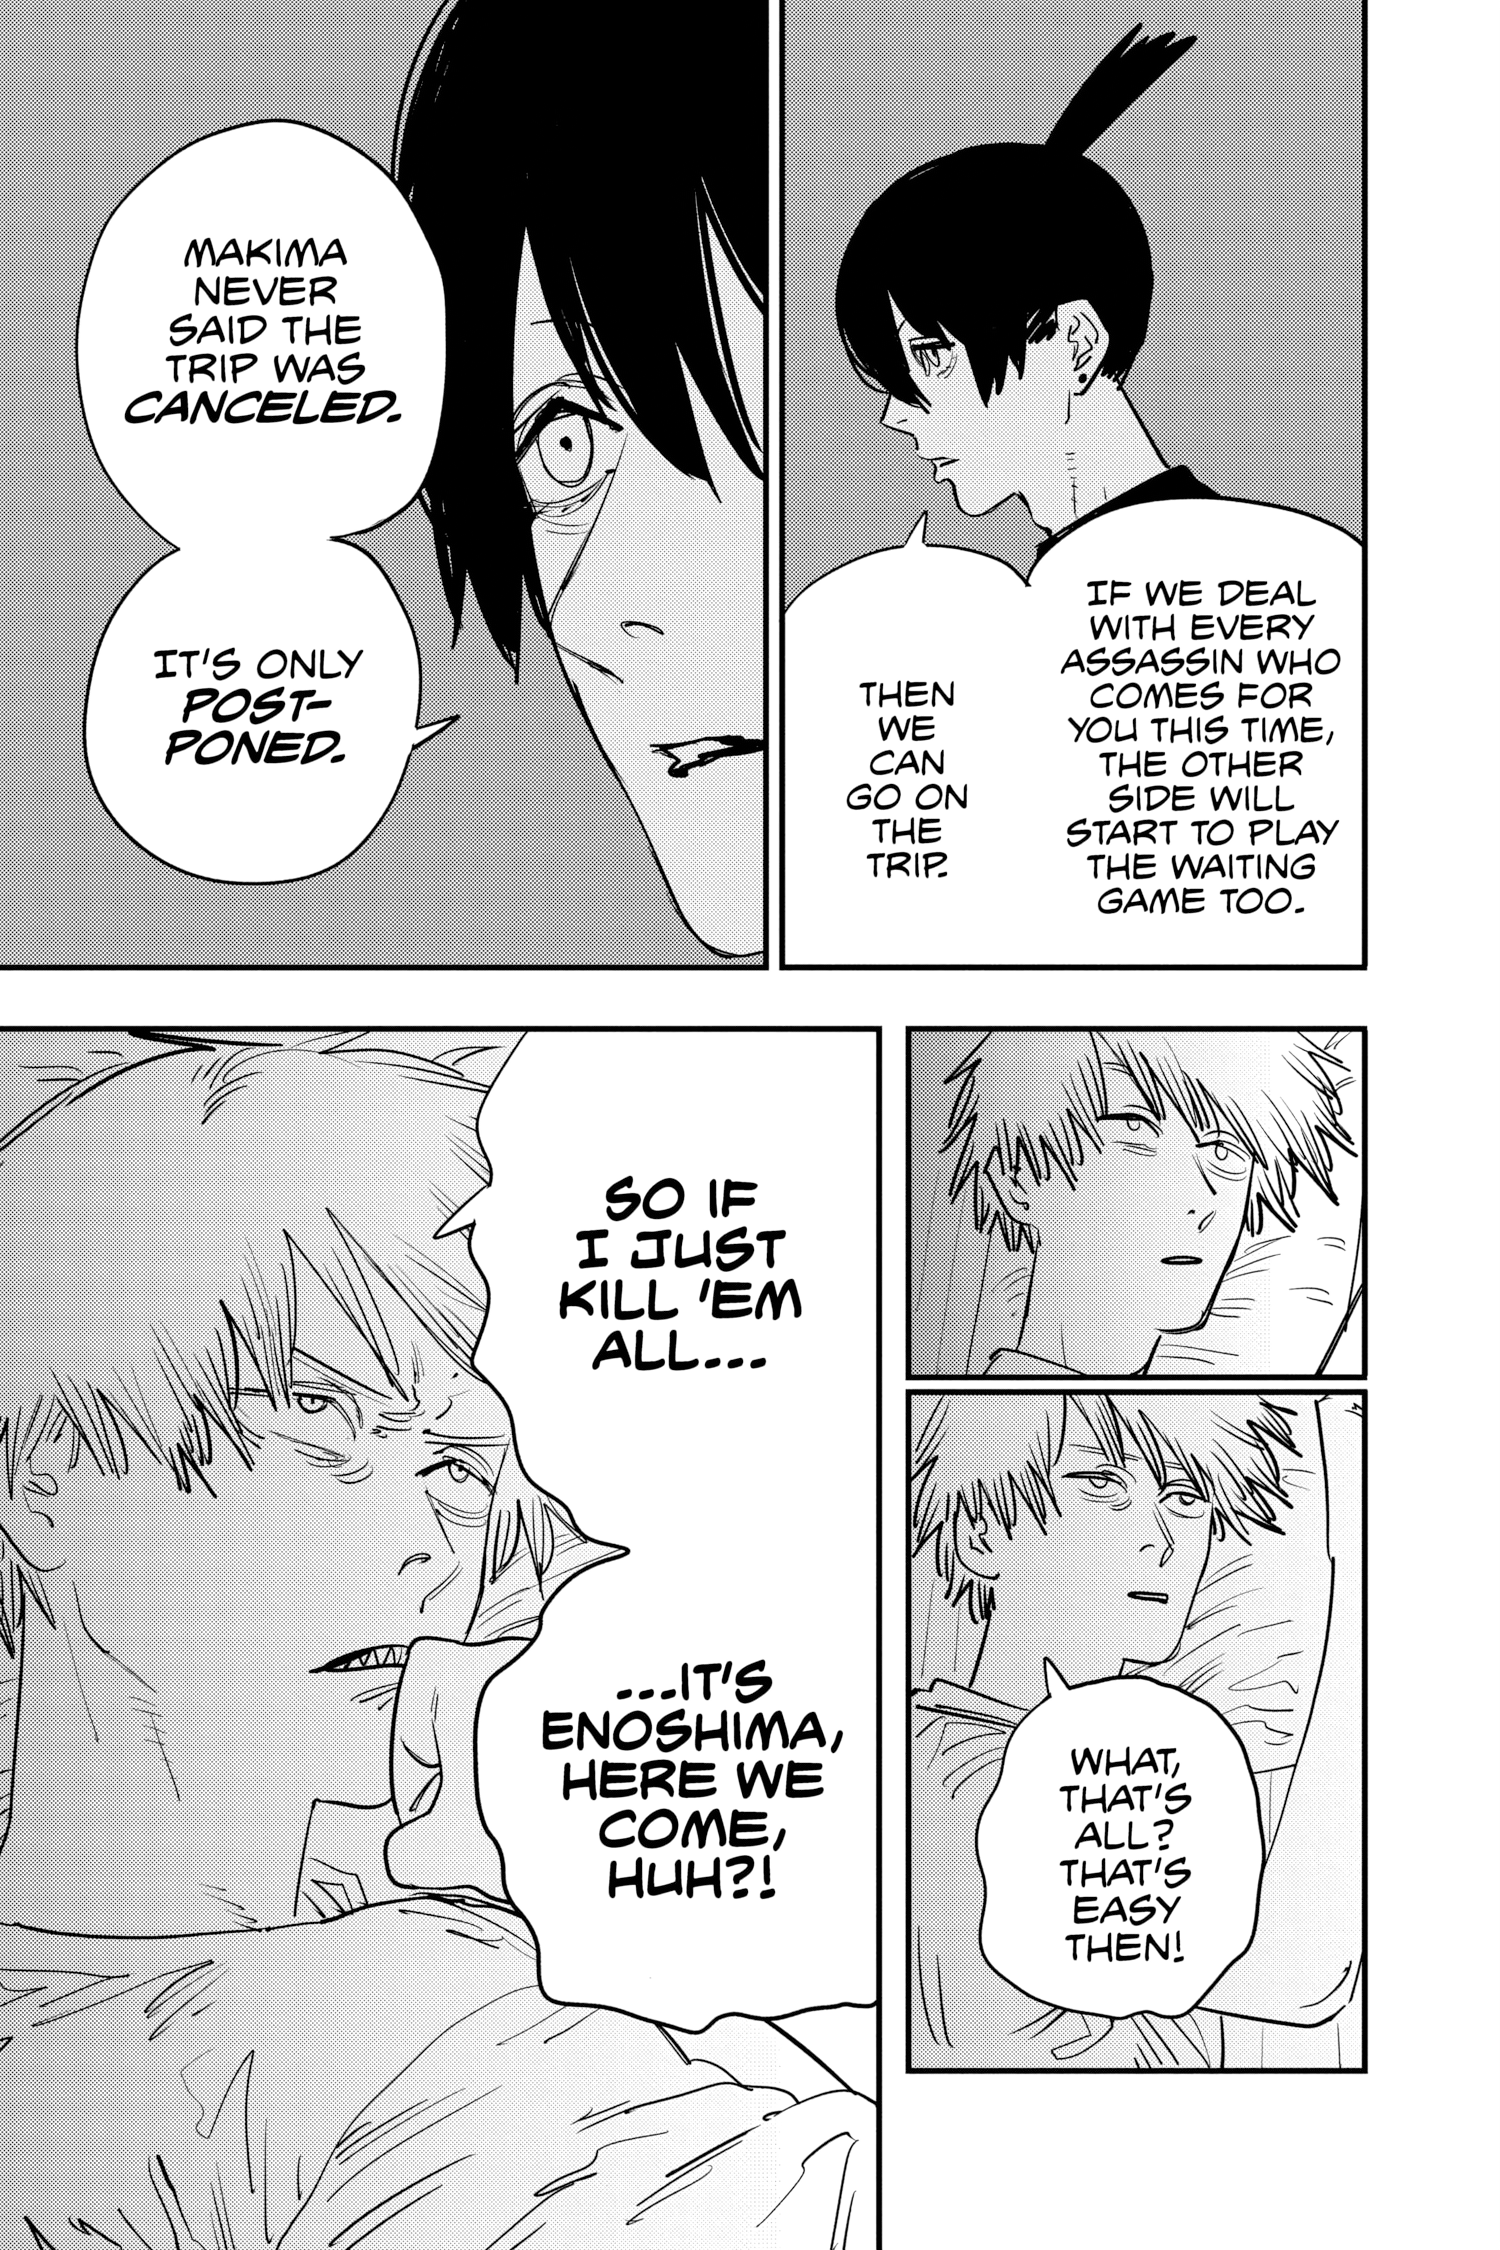 IF WE DEAL
WITH EVERY
ASSASSIN WHO
COMES FOR
YOU THIS TIME,
THE OTHER
SIDE WILL
START TO PLAY
THE WAITING
GAME TOO.
THEN
WE
CAN
GO ON
THE
TRIP.
MAKIMA
NEVER
SAID THE
TRIP WAS
CANCELED.
IT'S ONLY
POST-
PONED.
WHAT,
THAT'S
ALL?
THAT'S
EASY
THEN!
SO IF
I JUST
KILL 'EM
ALL...
...IT'S
ENOSHIMA,
HERE WE
COME,
HUH?!